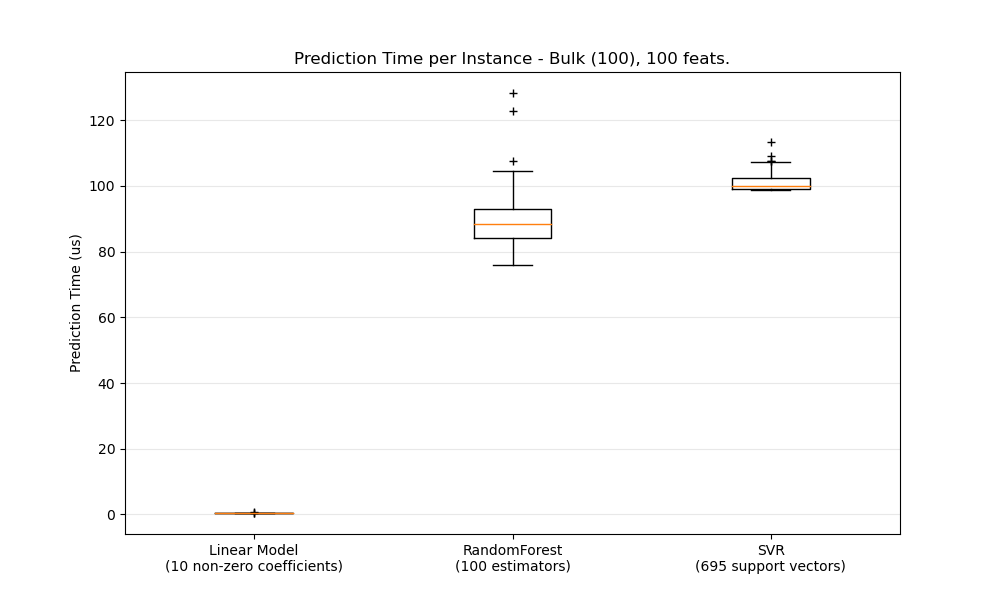 Prediction Time per Instance - Bulk (100), 100 feats.
Prediction Time (us)
120
100
80
60
40
20
0
Linear Model
(10 non-zero coefficients)
RandomForest
(100 estimators)
SVR
(695 support vectors)